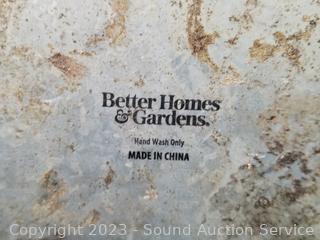 Better Homes
& Gardens®
Hand Wash Only
MADE IN CHINA
Copyright 2023 - Sound Auction Service